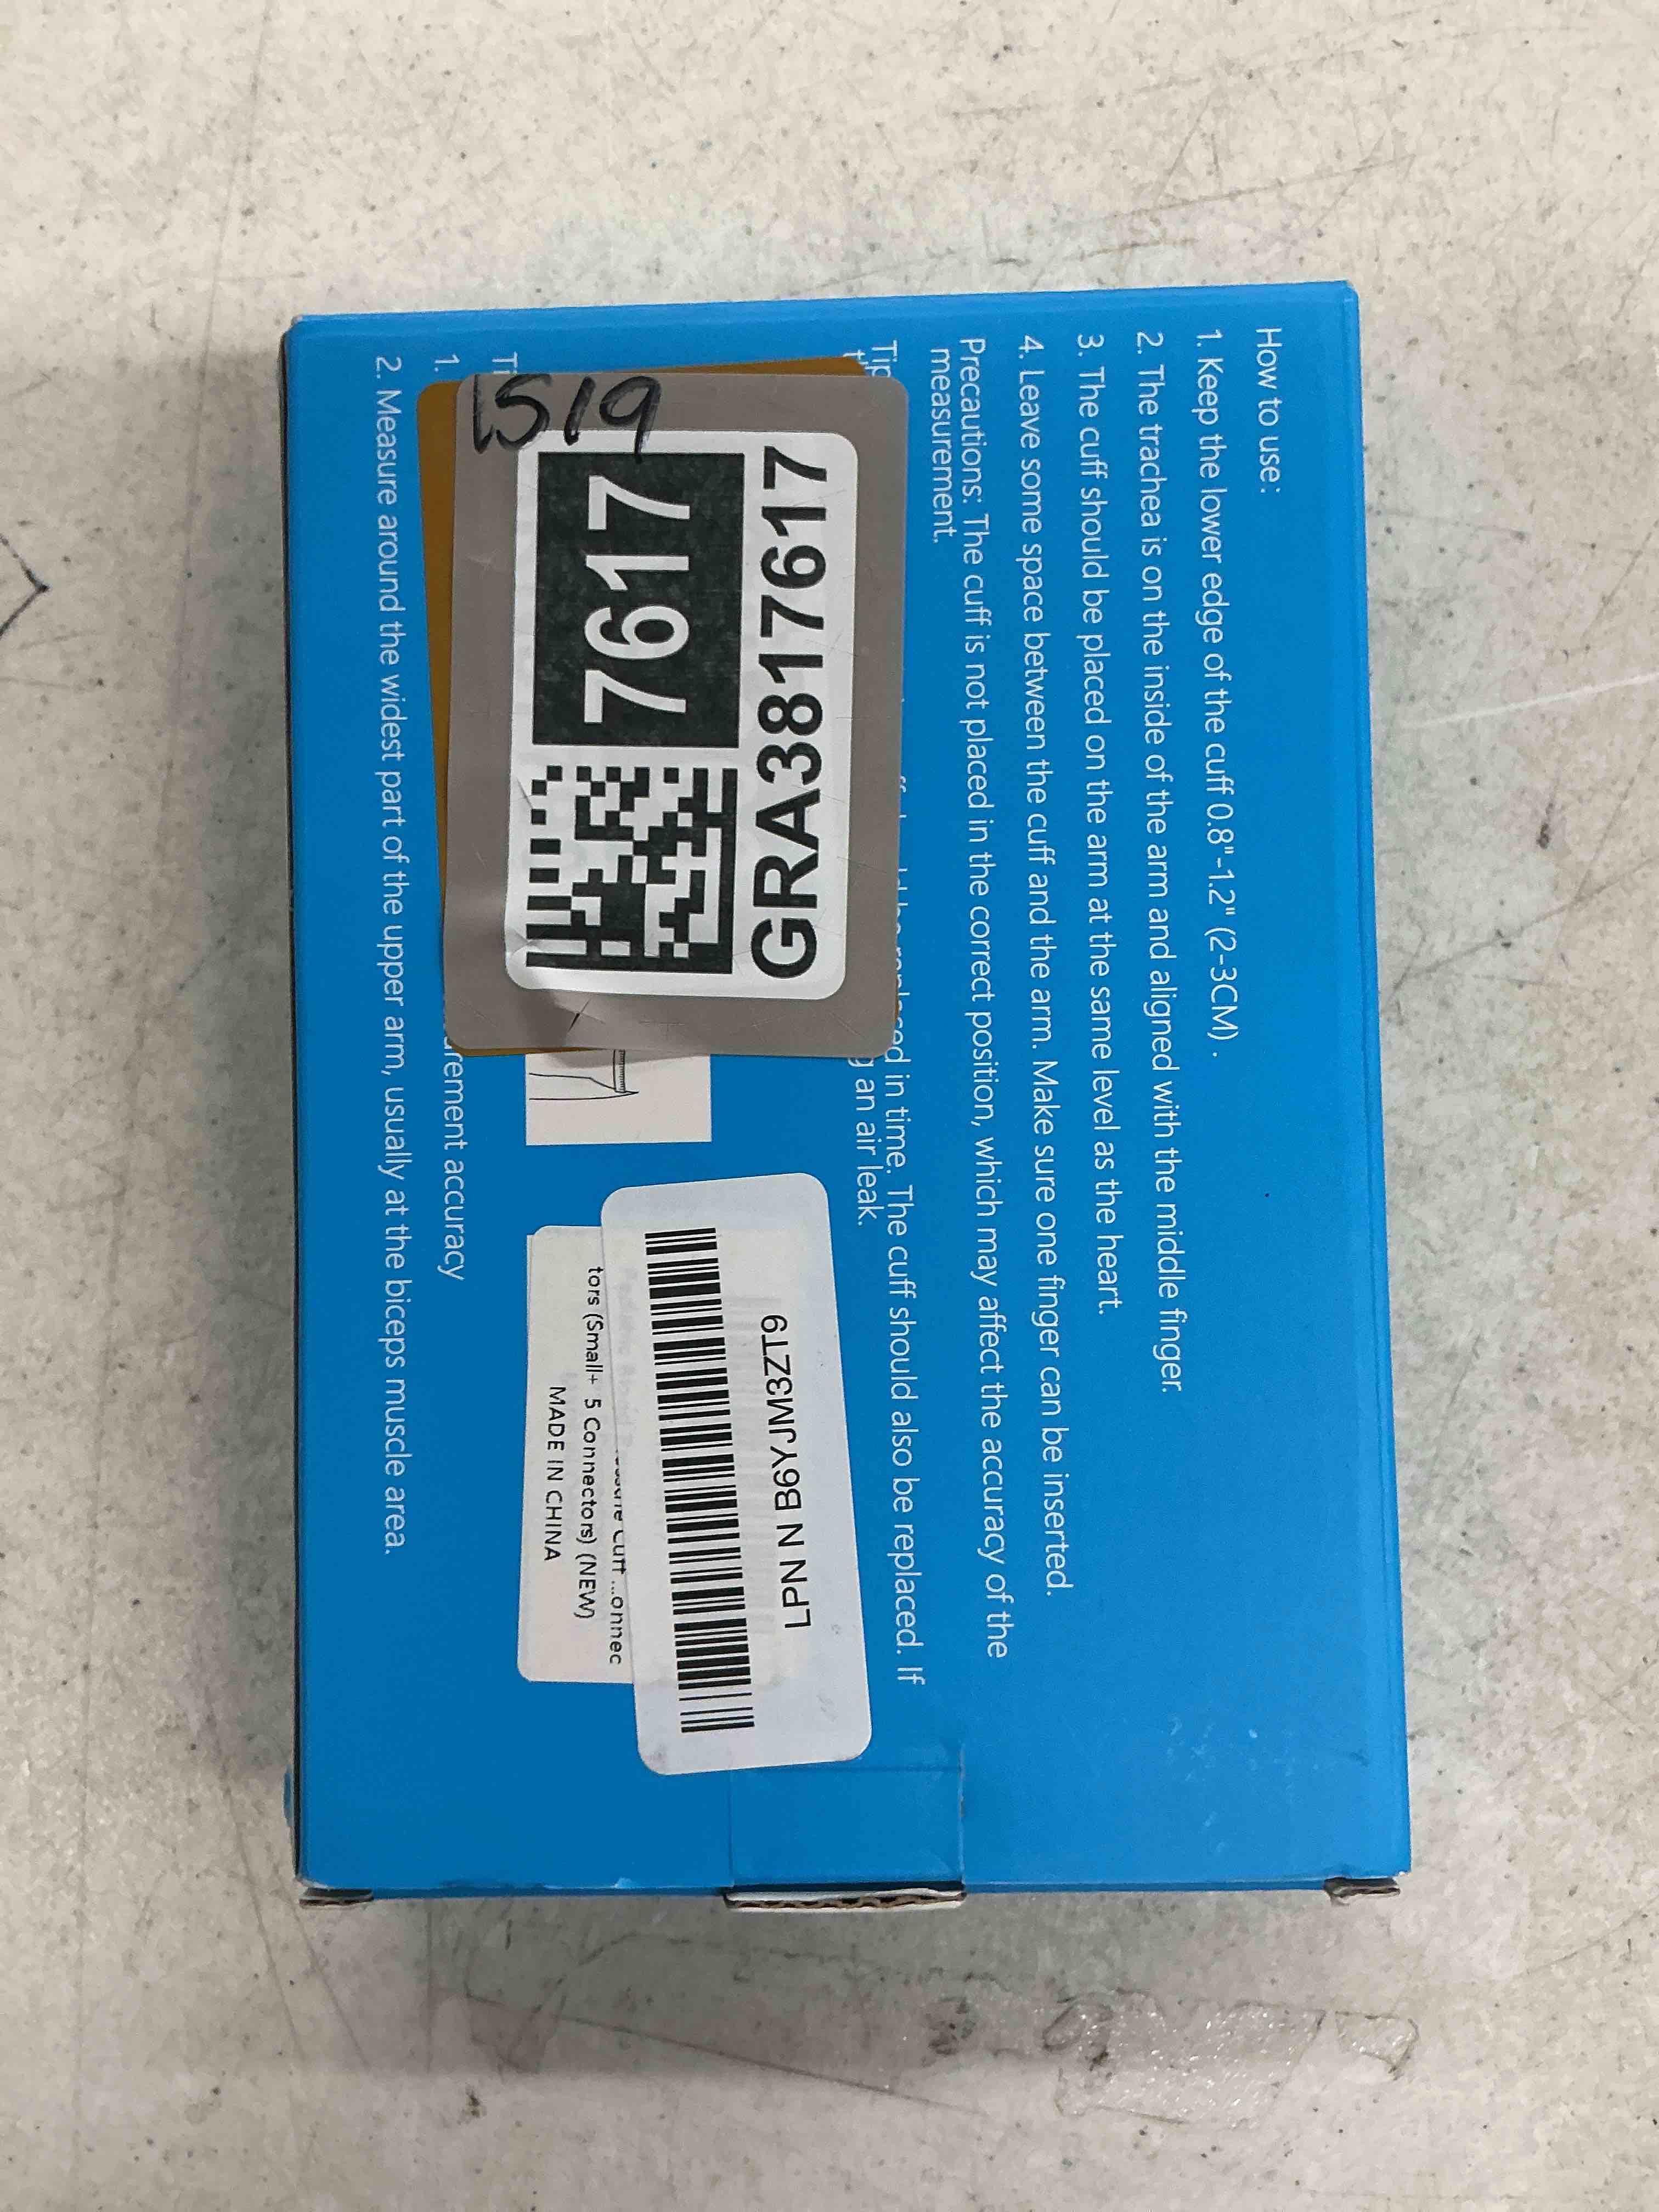 How to use:
1. Keep the lower edge of the cuff 0.8"-1.2" (2-3CM) .
2. The trachea is on the inside of the arm and aligned with the middle finger.
3. The cuff should be placed on the arm at the same level as the heart.
4. Leave some space between the cuff and the arm. Make sure one finger can be inserted.
Precautions: The cuff is not placed in the correct position, which may affect the accuracy of the
measurement.
in time. The cuff should also be replaced. If
an air leak.
accuracy
2. Measure around the widest part of the upper arm, usually at the biceps muscle area.
1519
7617
GRA3817617
LPN N B6YJM3ZT9
Cuff ...onnec
tors (Small+ 5 Connectors) (NEW)
MADE IN CHINA